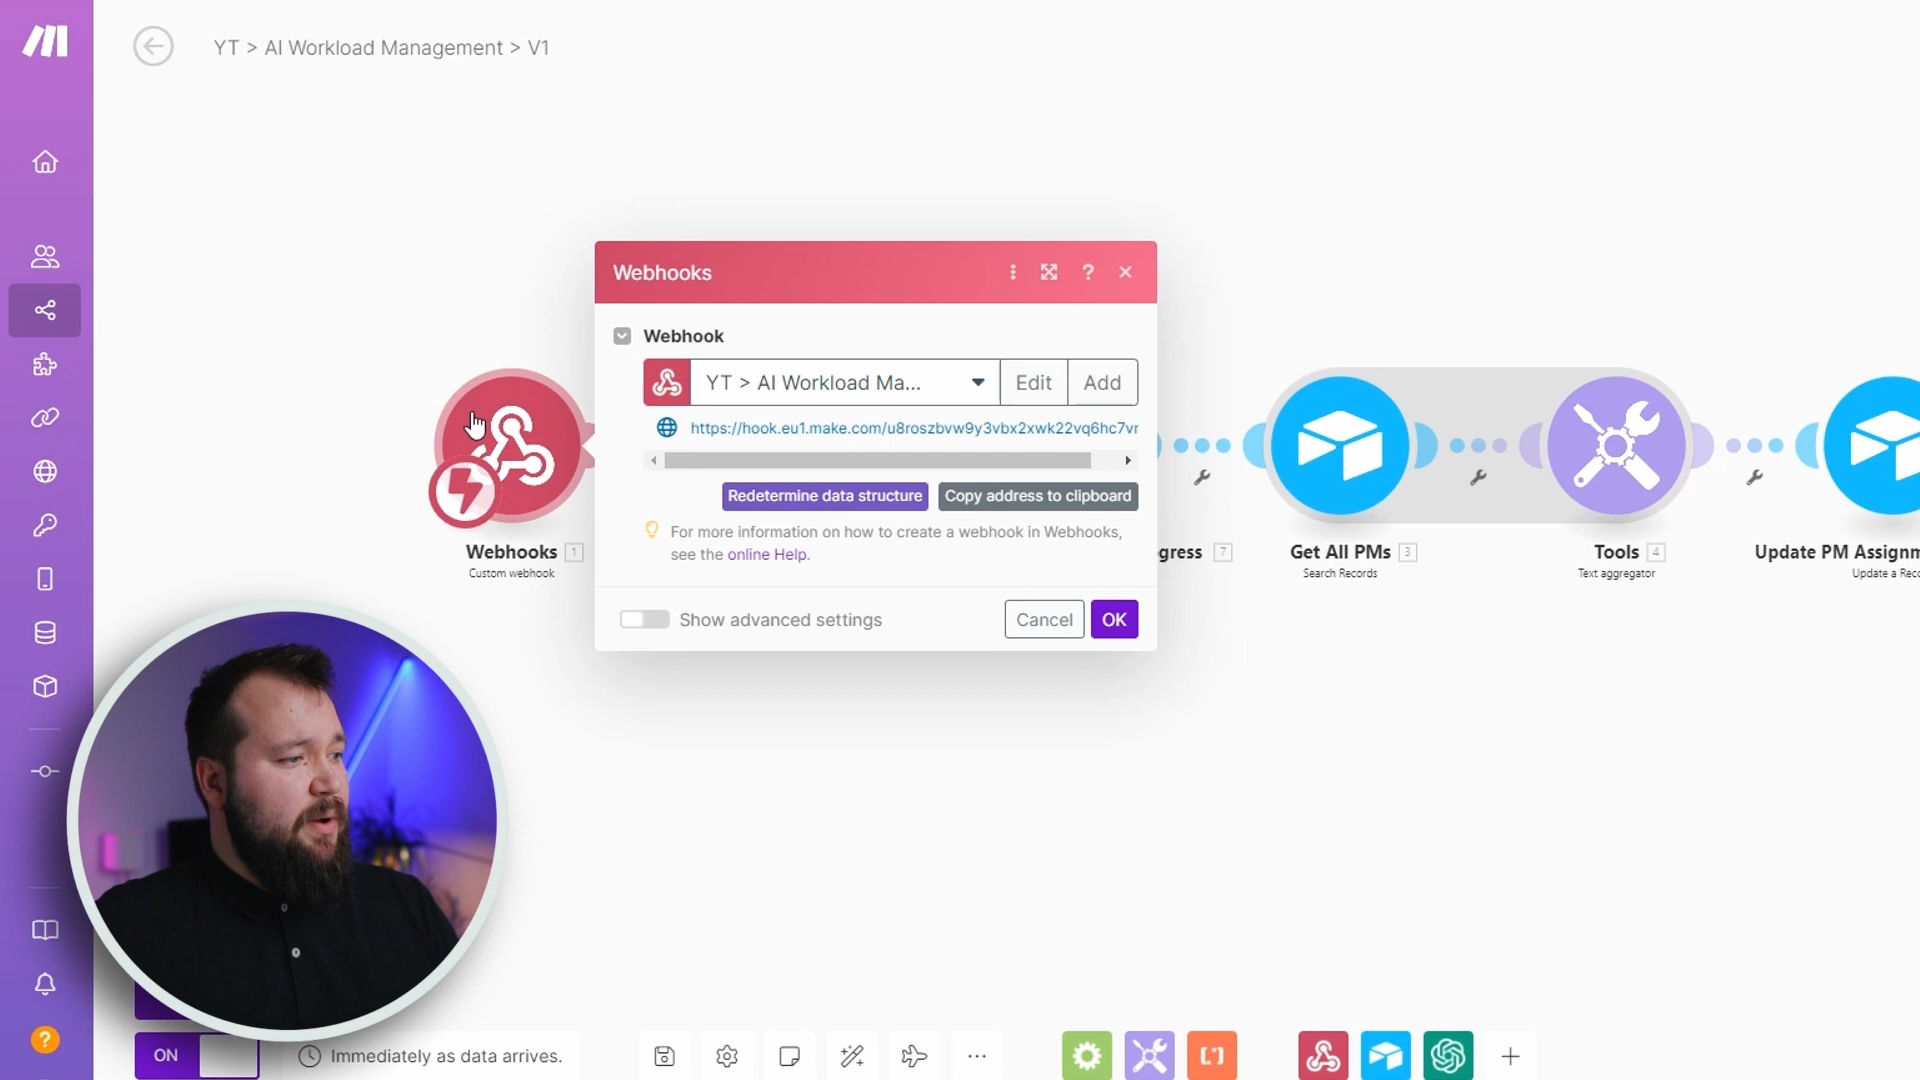 YT > AI Workload Management > V1
Webhooks
?
Webhook
YT > AI Workload Ma...
Edit
Add
https://hook.eu1.make.com/u8roszbvw9y3vbx2xwk22vq6hc7vr
Redetermine data structure
Copy address to clipboard
For more information on how to create a webhook in Webhooks,
see the online Help.
Show advanced settings
Cancel
OK
Webhooks 1
Custom webhook
gress 7
Get All PMs 3
Search Records
Tools 4
Text aggregator
Update PM Assignm
Update a Reco
?
ON
Immediately as data arrives.